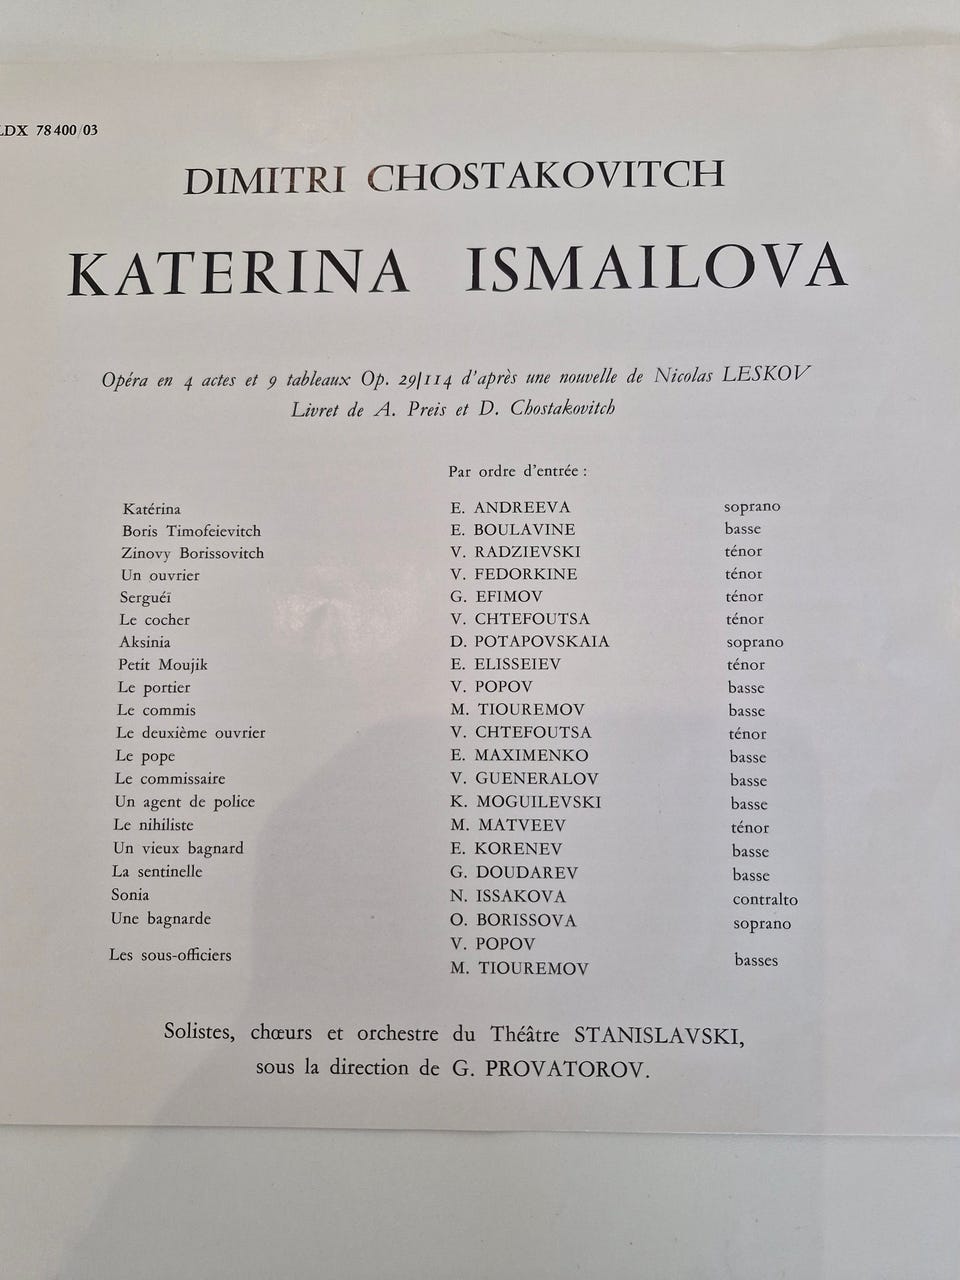 LDX 78400/03
DIMITRI CHOSTAKOVITCH
KATERINA ISMAILOVA
Opéra en 4 actes et 9 tableaux Op. 29/114 d'après une nouvelle de Nicolas LESKOV
Livret de A. Preis et D. Chostakovitch
Par ordre d'entrée :
Katérina E. ANDREEVA soprano
Boris Timofeievitch E. BOULAVINE basse
Zinovy Borissovitch V. RADZIEVSKI ténor
Un ouvrier V. FEDORKINE ténor
Serguéï G. EFIMOV ténor
Le cocher V. CHTEFOUTSA ténor
Aksinia D. POTAPOVSKAIA soprano
Petit Moujik E. ELISSEIEV ténor
Le portier V. POPOV basse
Le commis M. TIOUREMOV basse
Le deuxième ouvrier V. CHTEFOUTSA ténor
Le pope E. MAXIMENKO basse
Le commissaire V. GUENERALOV basse
Un agent de police K. MOGUILEVSKI basse
Le nihiliste M. MATVEEV ténor
Un vieux bagnard E. KORENEV basse
La sentinelle G. DOUDAREV basse
Sonia N. ISSAKOVA contralto
Une bagnarde O. BORISSOVA soprano
Les sous-officiers V. POPOV
M. TIOUREMOV basses
Solistes, chœurs et orchestre du Théâtre STANISLAVSKI,
sous la direction de G. PROVATOROV.